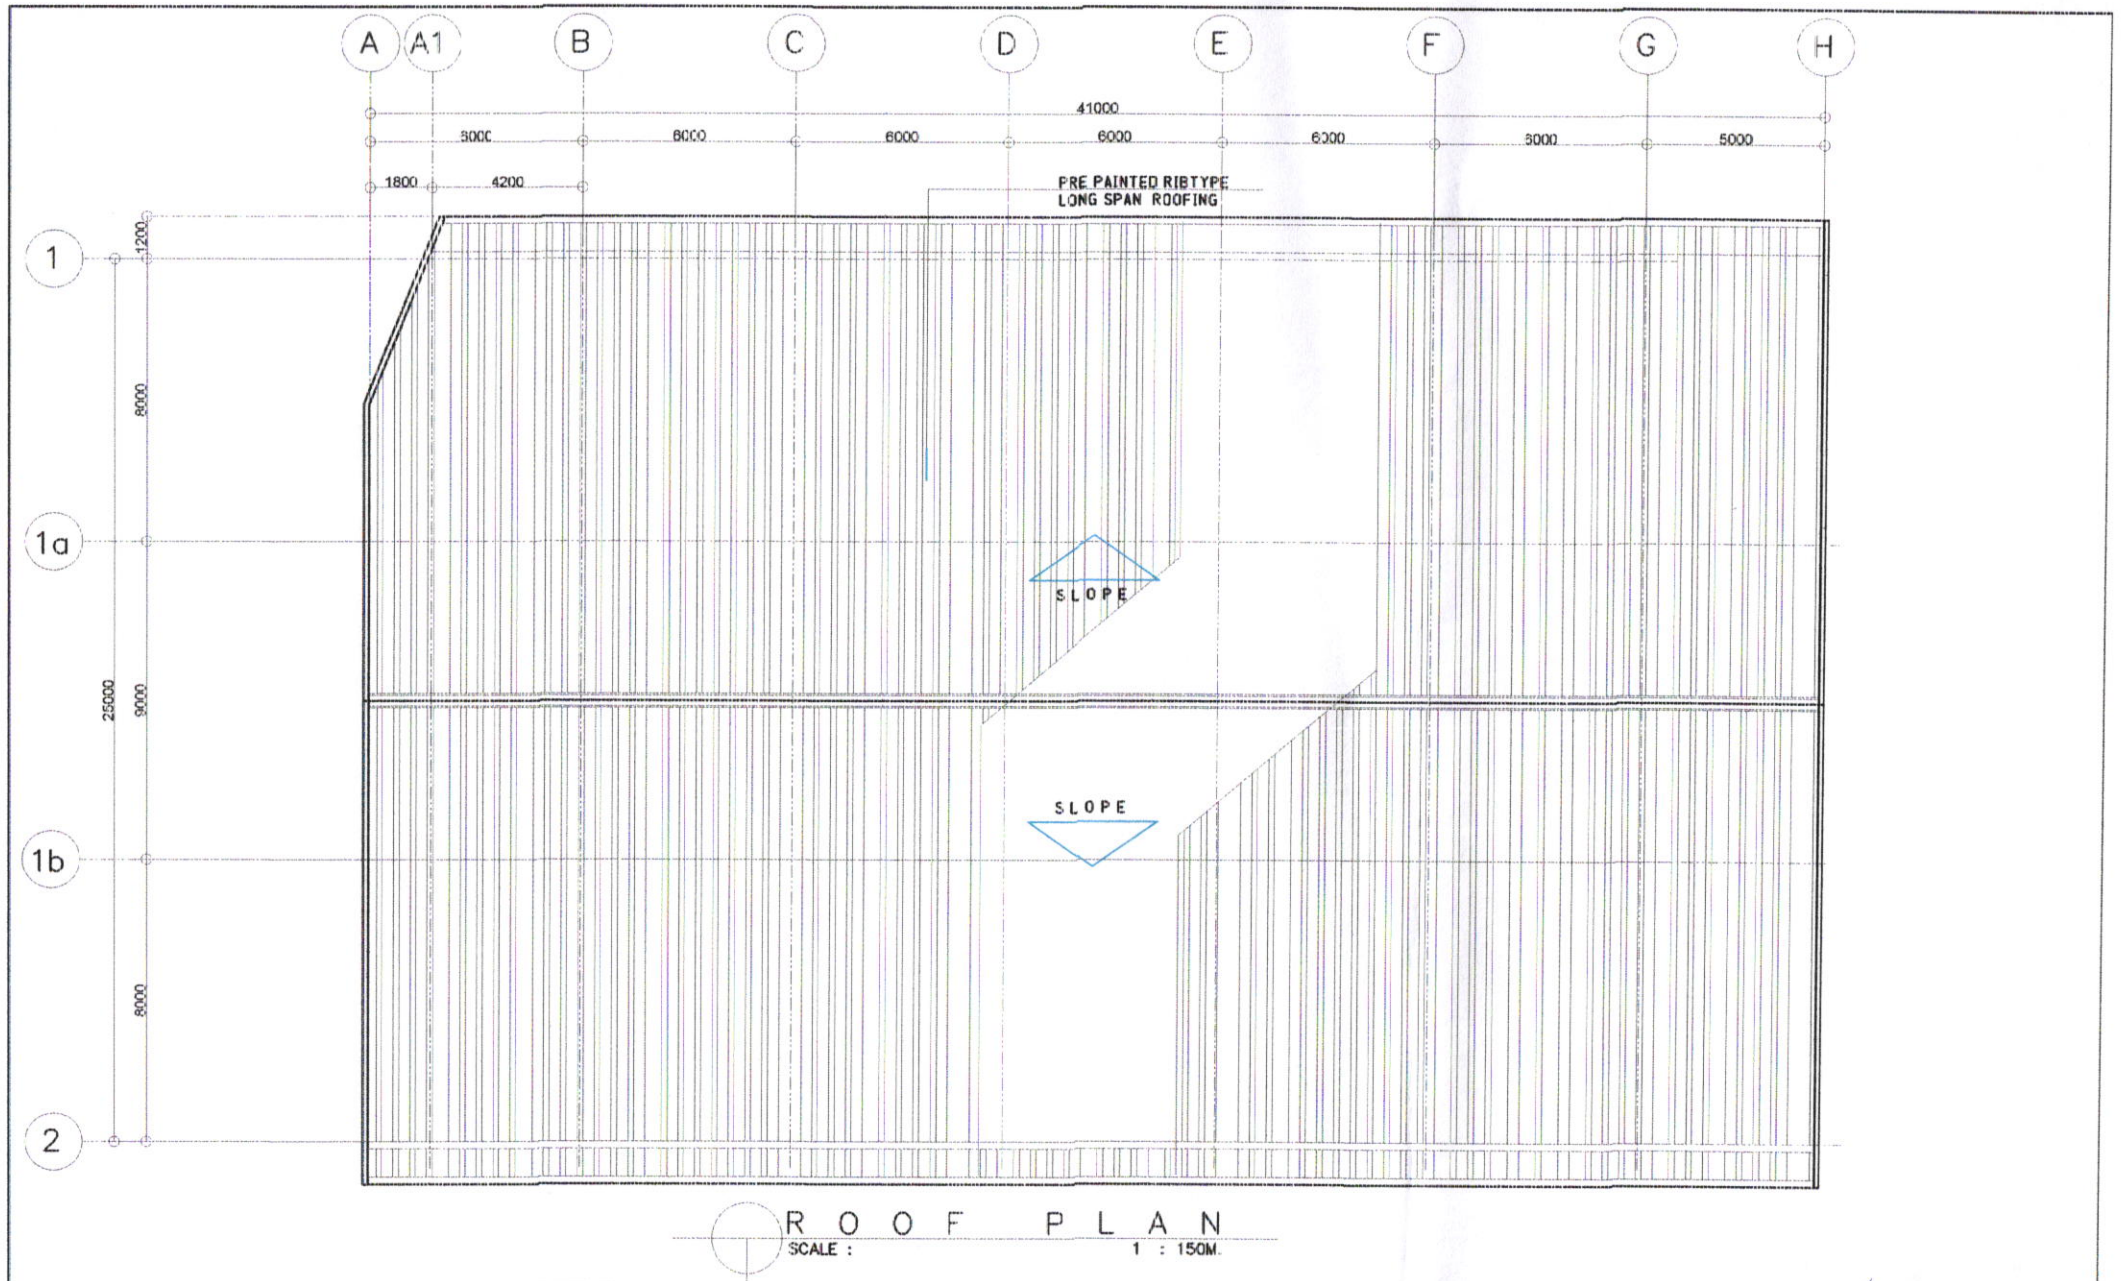 A A1 B C D E F G H
41000
6000 6000 6000 6000 6000 6000 5000
1800 4200
PRE PAINTED RIBTYPE
LONG SPAN ROOFING
1200
1
8000
1a
SLOPE
25000
9000
SLOPE
1b
8000
2
ROOF PLAN
SCALE : 1 : 150M.